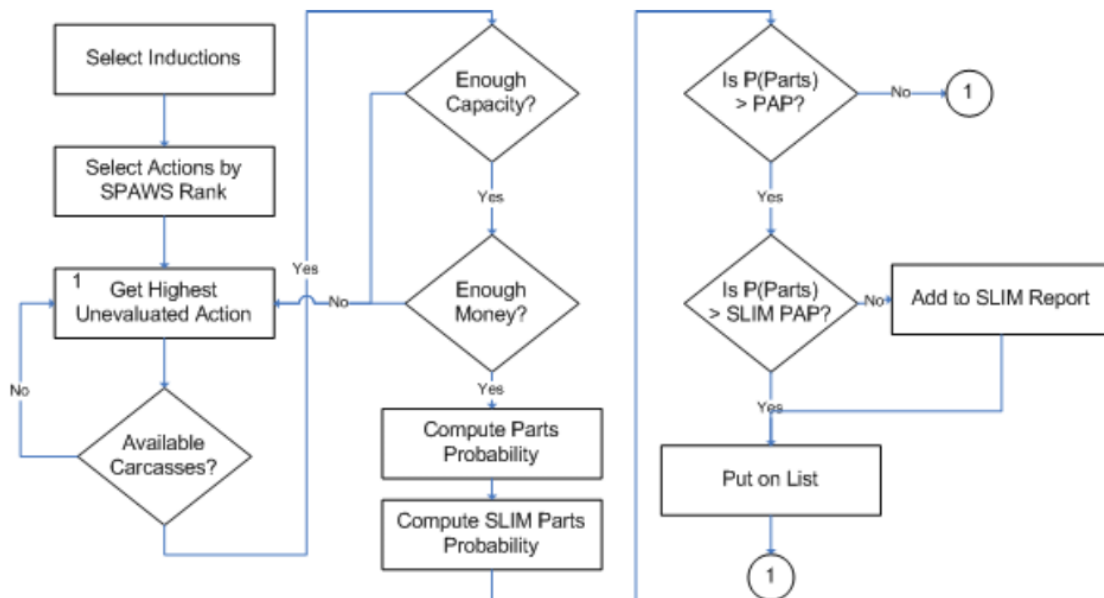 Select Inductions
Select Actions by
SPAWS Rank
1
Get Highest
Unevaluated Action
No
Available
Carcasses?
Yes
Enough
Capacity?
Yes
No
Enough
Money?
Yes
Compute Parts
Probability
Compute SLIM Parts
Probability
Is P(Parts)
> PAP?
No
1
Yes
Is P(Parts)
> SLIM PAP?
No
Add to SLIM Report
Yes
Put on List
1